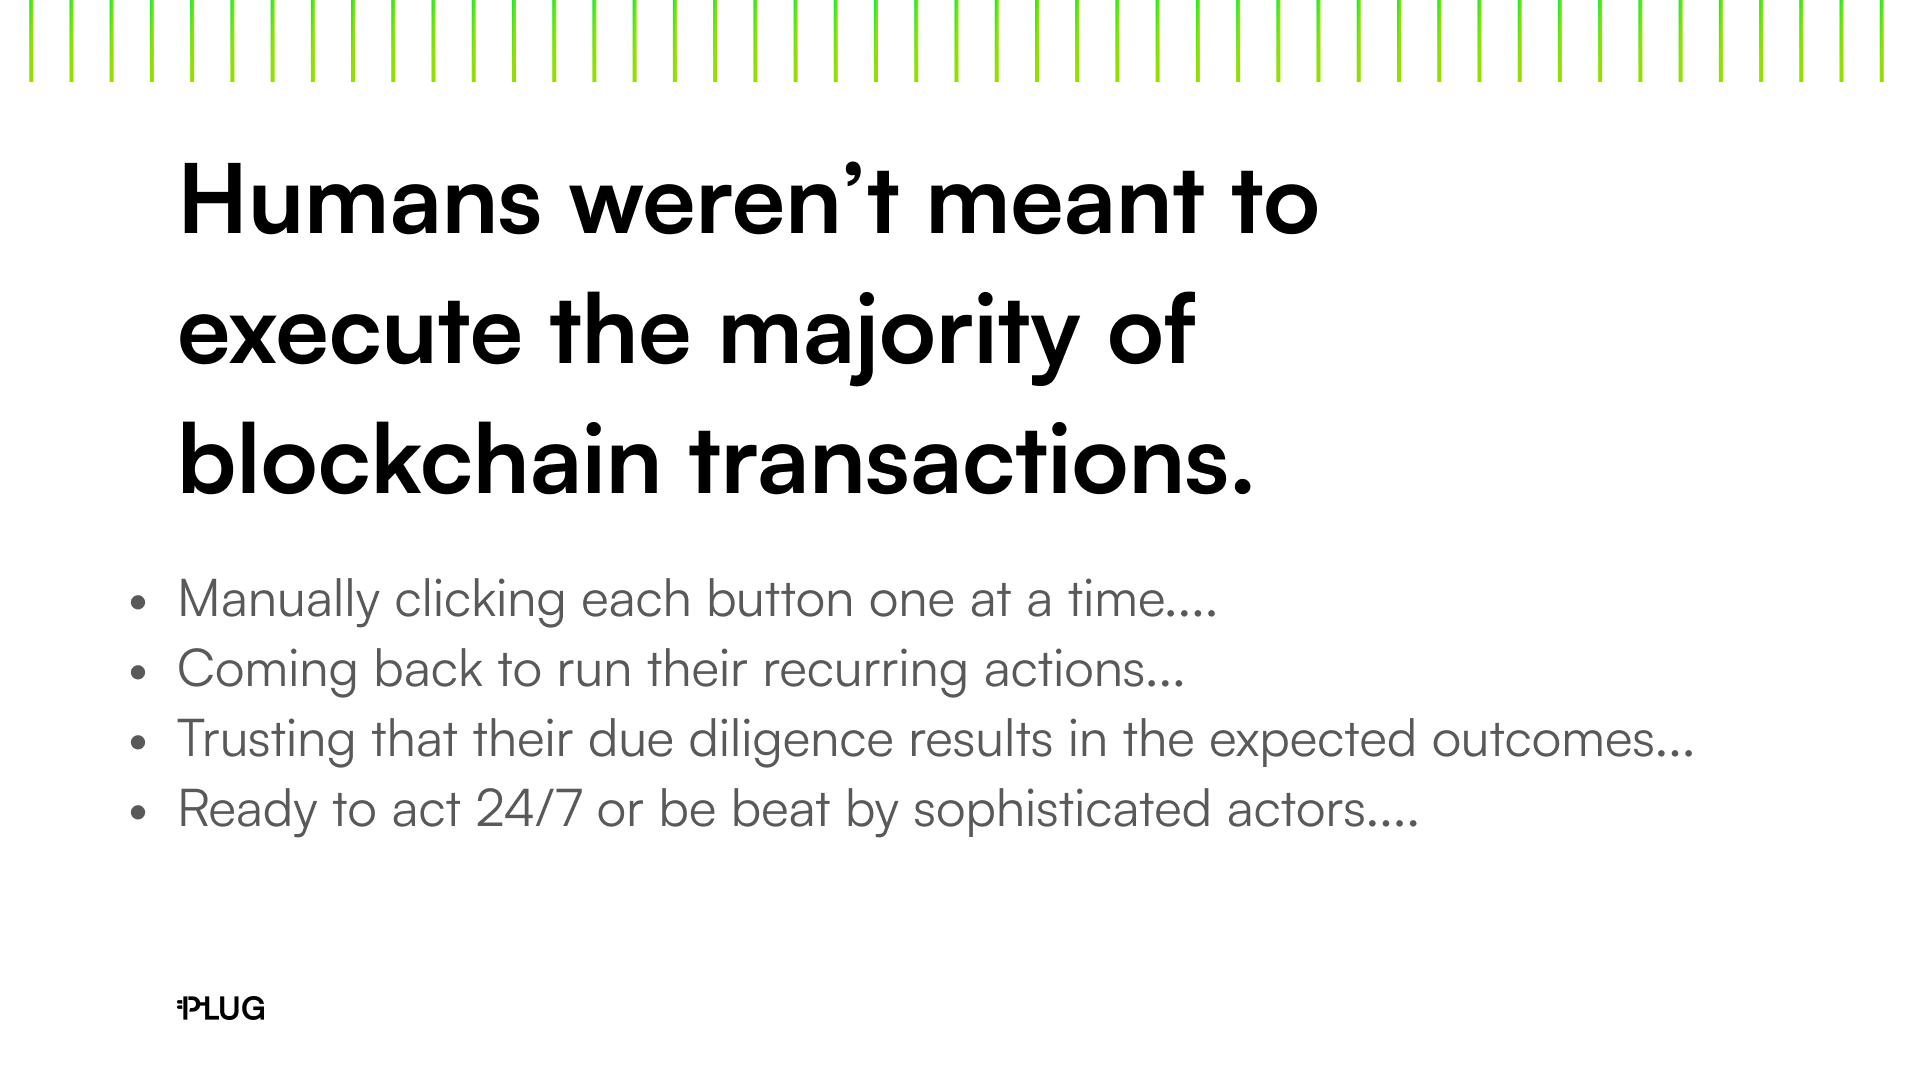 Humans weren’t meant to
execute the majority of
blockchain transactions.
• Manually clicking each button one at a time....
• Coming back to run their recurring actions...
• Trusting that their due diligence results in the expected outcomes...
• Ready to act 24/7 or be beat by sophisticated actors....
PLUG